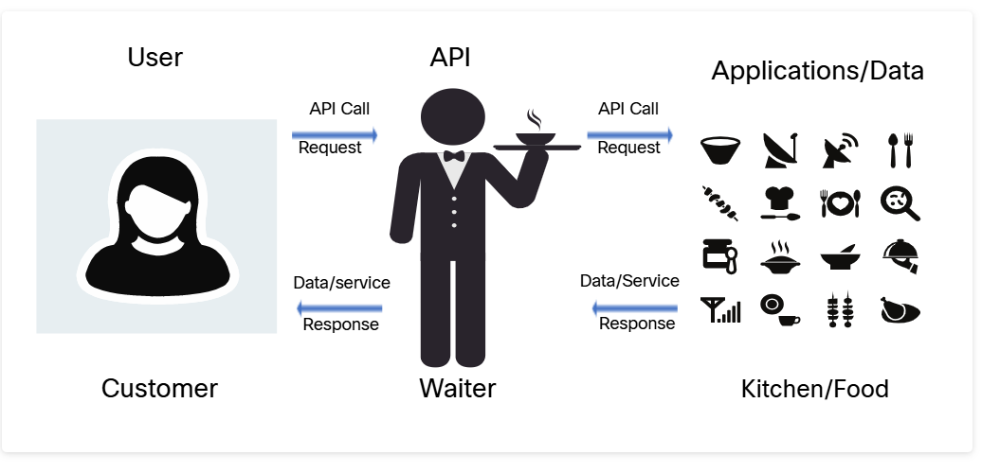 User
API
Applications/Data
API Call
Request
API Call
Request
Data/service
Response
Data/Service
Response
Customer
Waiter
Kitchen/Food